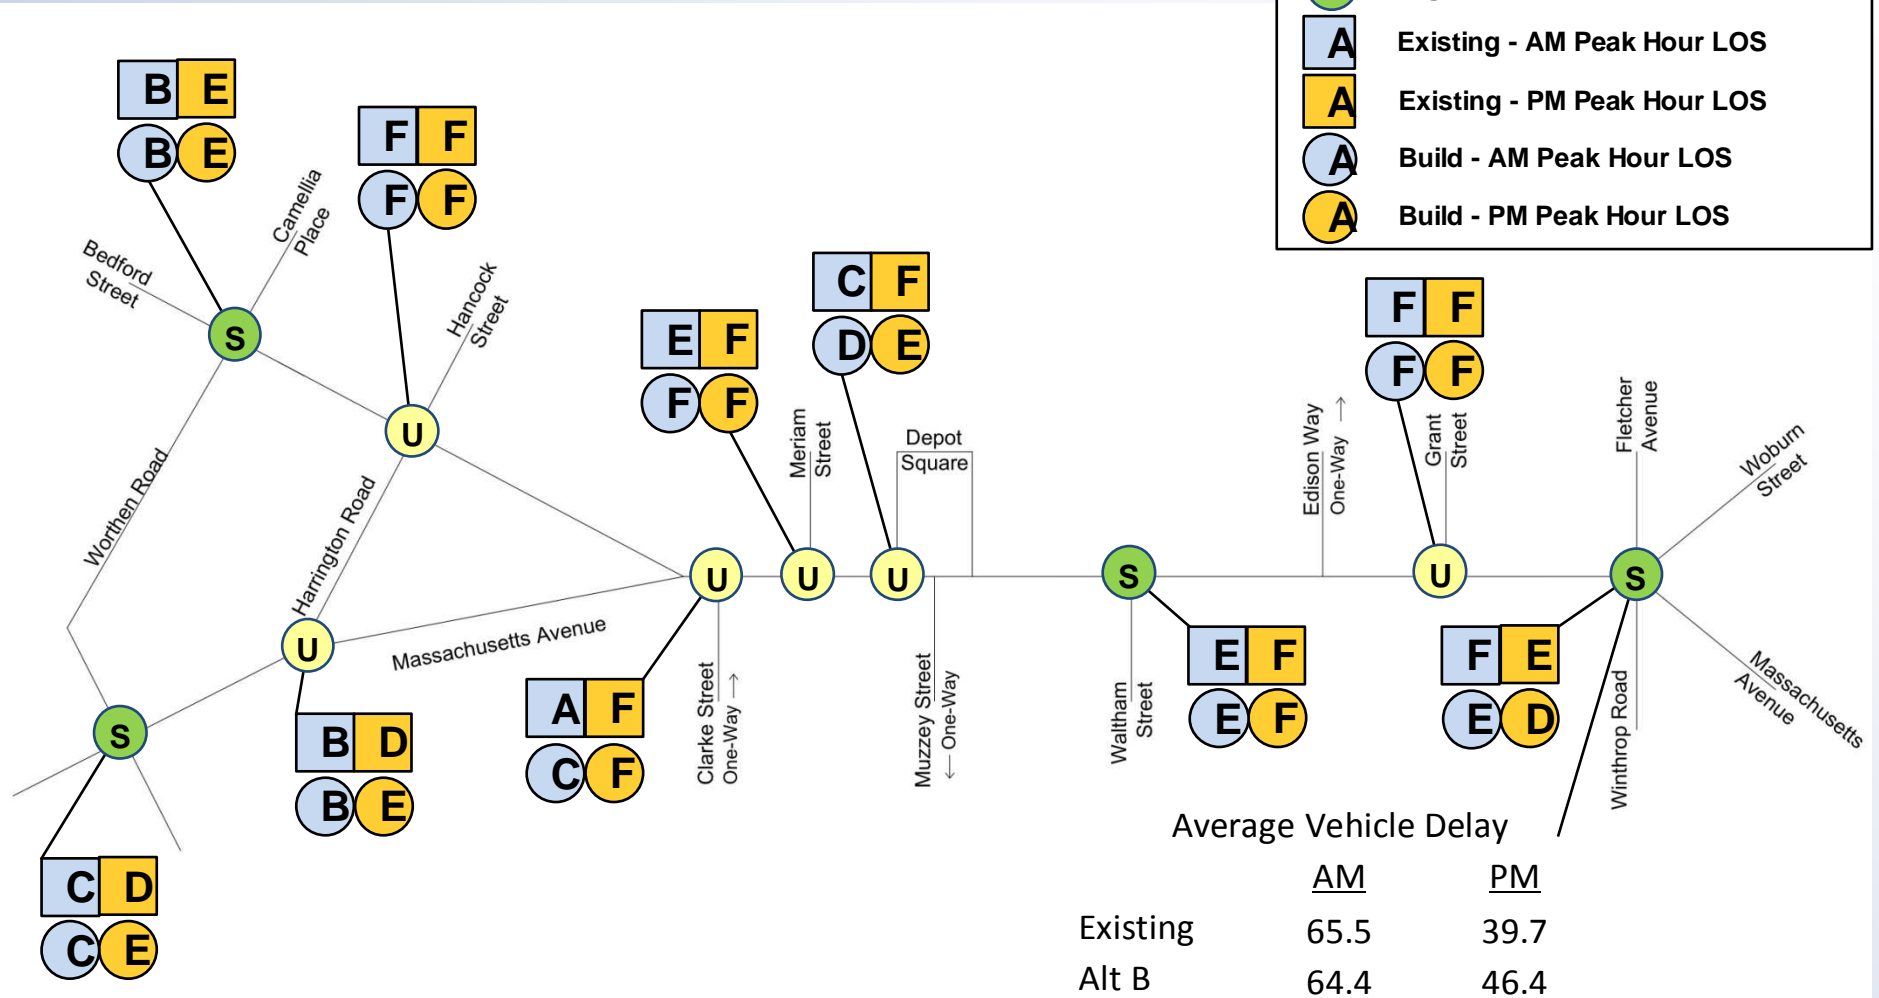 A Existing - AM Peak Hour LOS
A Existing - PM Peak Hour LOS
A Build - AM Peak Hour LOS
A Build - PM Peak Hour LOS
B E
B E
F F
F F
Camellia
Place
Bedford
Street
Hancock
Street
S
U
C F
D E
E F
F F
F F
F F
Meriam
Street
Depot
Square
Edison Way
One-Way →
Grant
Street
Fletcher
Avenue
Woburn
Street
Worthen Road
Harrington Road
U
U
U
S
U
S
U
Massachusetts Avenue
S
B D
B E
A F
C F
Clarke Street
One-Way →
Muzzey Street
← One-Way
Waltham
Street
E F
E F
F E
E D
Winthrop Road
Massachusetts
Avenue
C D
C E
Average Vehicle Delay
AM PM
Existing 65.5 39.7
Alt B 64.4 46.4